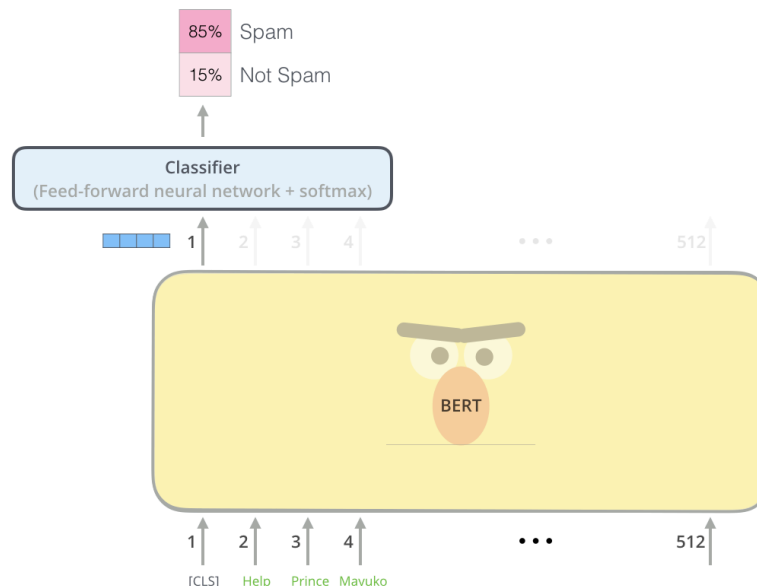 85% Spam
15% Not Spam
Classifier
(Feed-forward neural network + softmax)
1 2 3 4 ••• 512
BERT
1 2 3 4 ••• 512
[CLS] Help Prince Mayuko